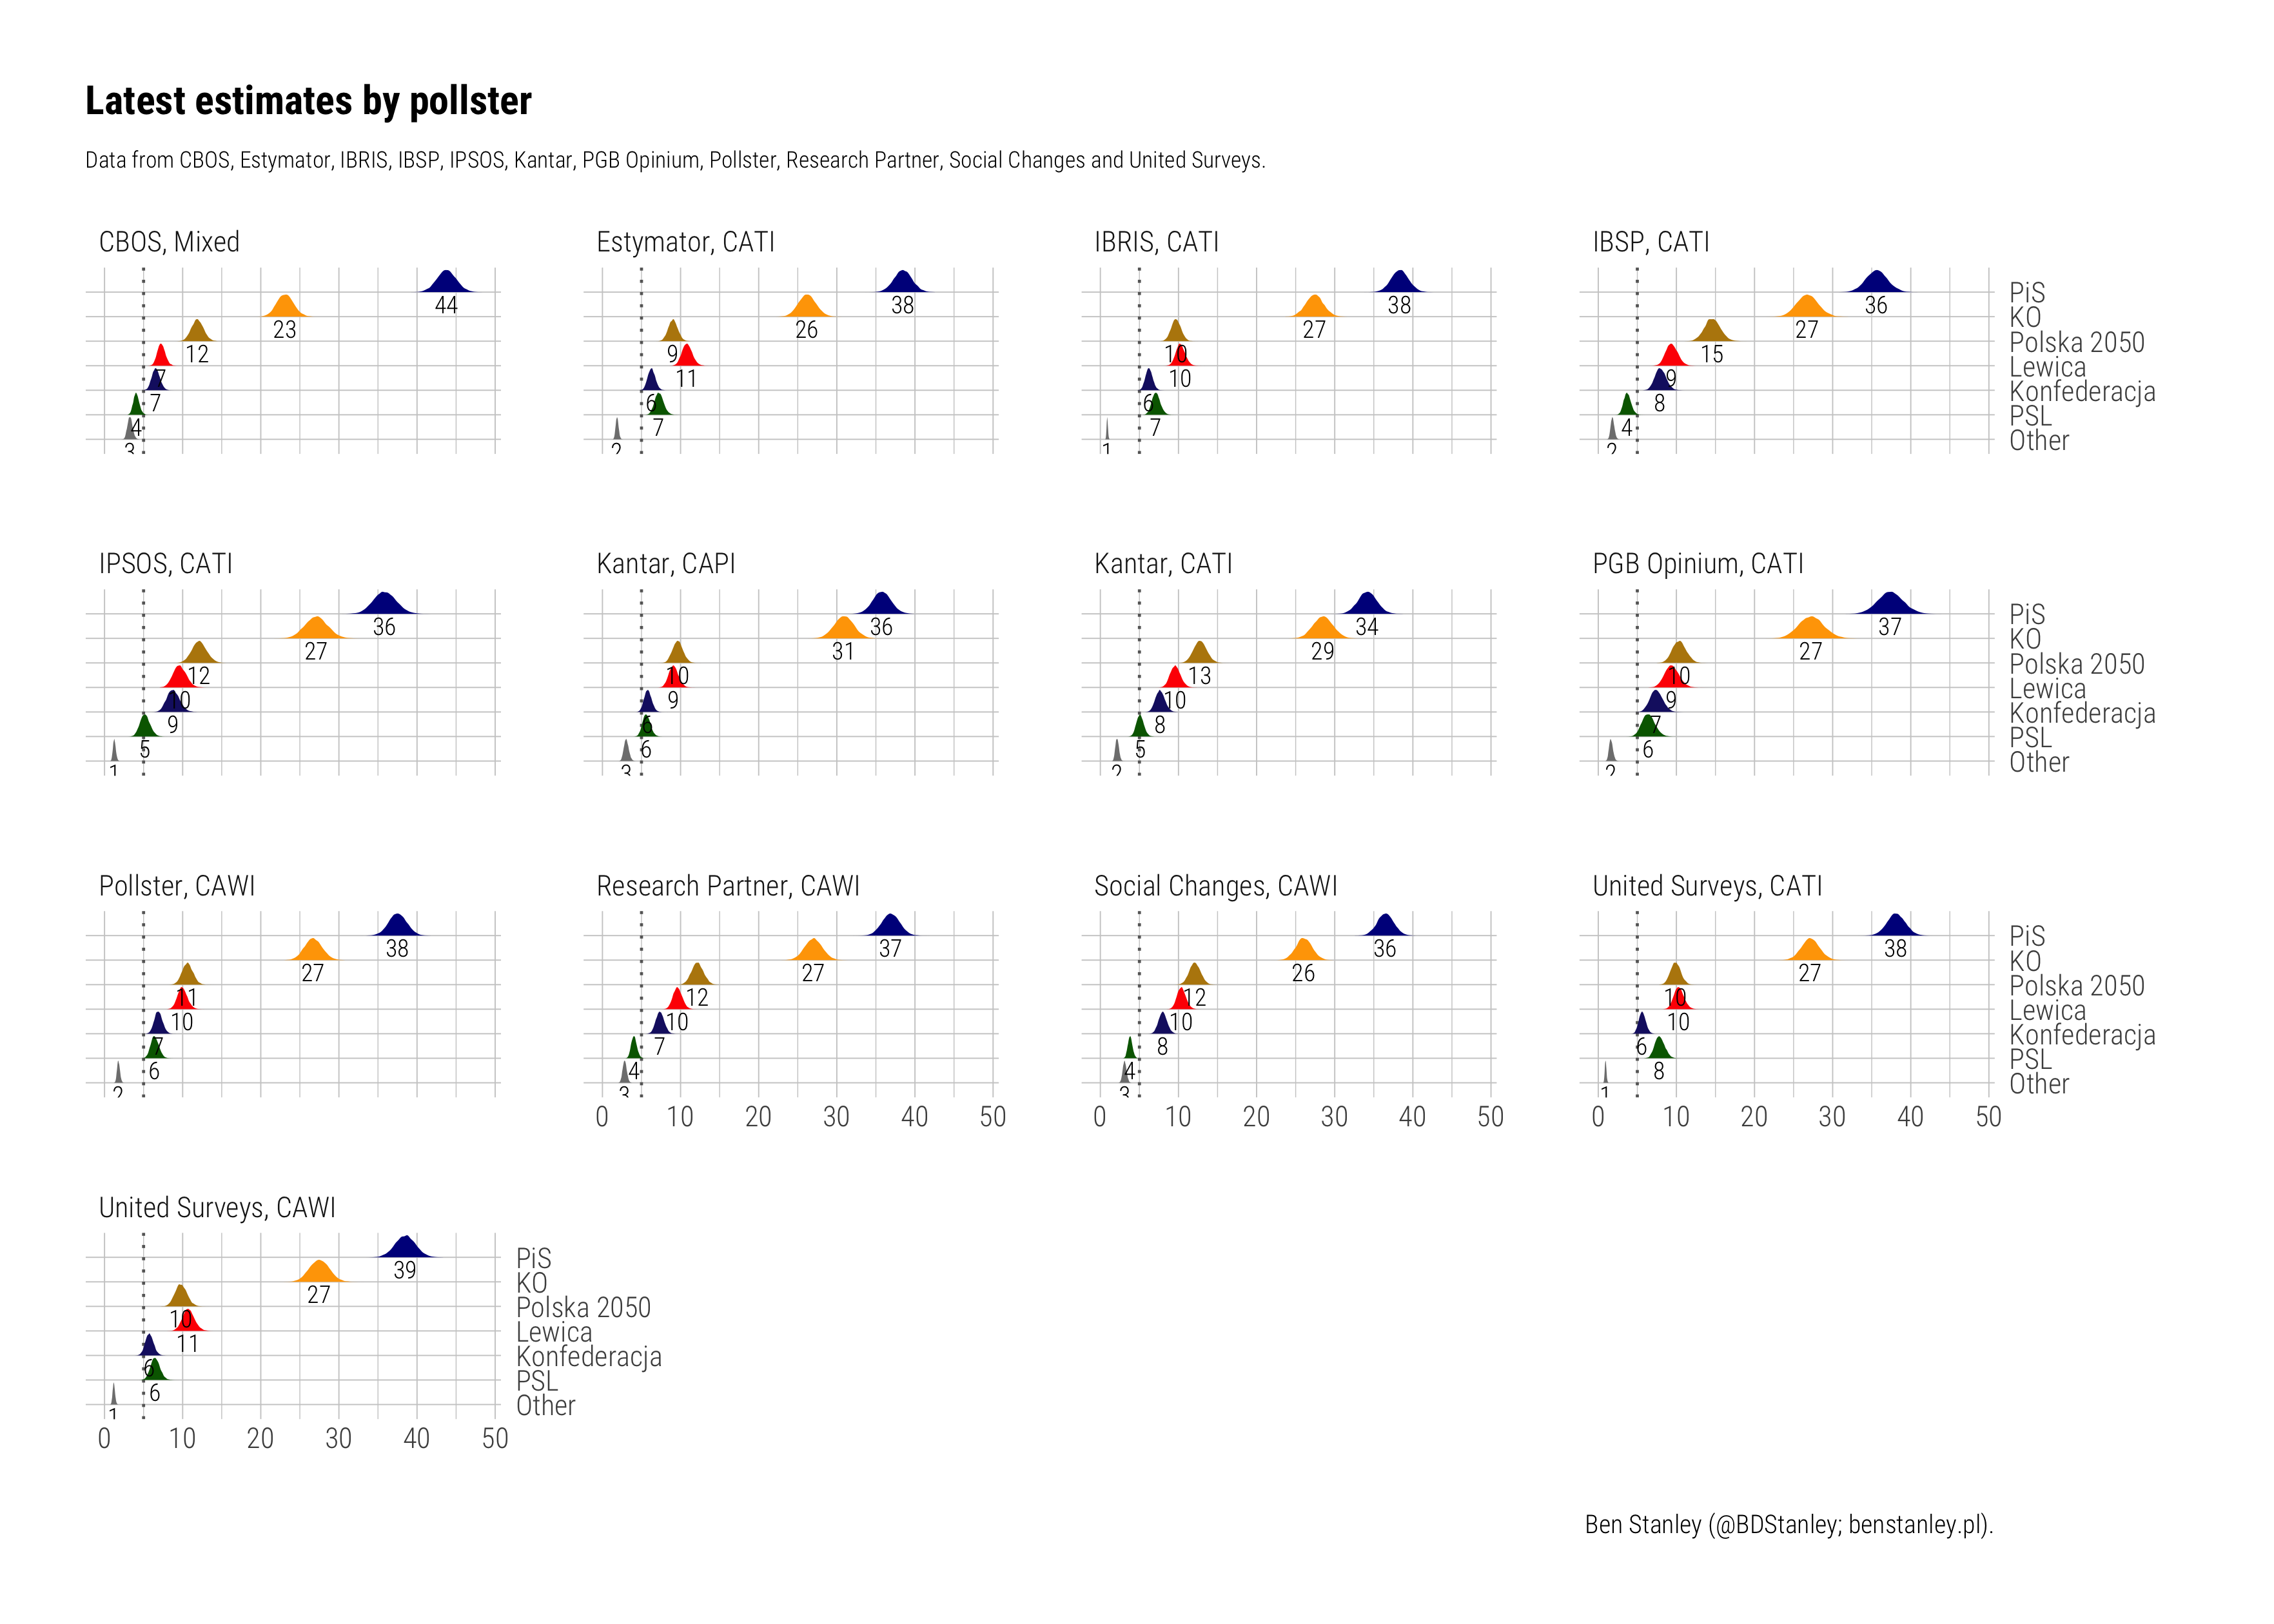 Latest estimates by pollster
Data from CBOS, Estymator, IBRIS, IBSP, IPSOS, Kantar, PGB Opinium, Pollster, Research Partner, Social Changes and United Surveys.
CBOS, Mixed
44
23
12
7
7
4
3
Estymator, CATI
38
26
9
11
6
7
2
IBRIS, CATI
38
27
10
10
6
7
1
IBSP, CATI
36
27
15
9
8
4
2
PiS
KO
Polska 2050
Lewica
Konfederacja
PSL
Other
IPSOS, CATI
36
27
12
10
9
5
1
Kantar, CAPI
36
31
10
9
6
6
3
Kantar, CATI
34
29
13
10
8
5
2
PGB Opinium, CATI
37
27
10
9
7
6
2
PiS
KO
Polska 2050
Lewica
Konfederacja
PSL
Other
Pollster, CAWI
38
27
11
10
7
6
2
Research Partner, CAWI
37
27
12
10
7
4
3
0 10 20 30 40 50
Social Changes, CAWI
36
26
12
10
8
4
3
0 10 20 30 40 50
United Surveys, CATI
38
27
10
10
6
8
1
PiS
KO
Polska 2050
Lewica
Konfederacja
PSL
Other
0 10 20 30 40 50
United Surveys, CAWI
39
27
10
11
6
6
1
PiS
KO
Polska 2050
Lewica
Konfederacja
PSL
Other
0 10 20 30 40 50
Ben Stanley (@BDStanley; benstanley.pl).